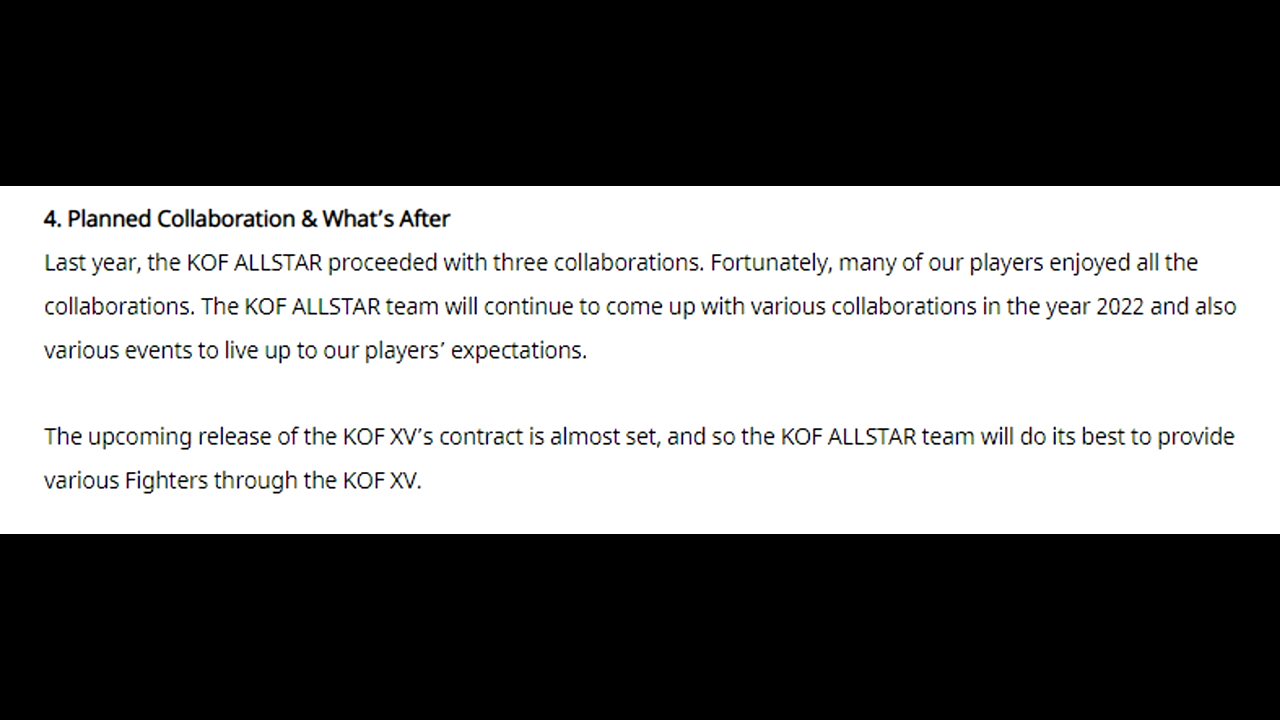 4. Planned Collaboration & What's After
Last year, the KOF ALLSTAR proceeded with three collaborations. Fortunately, many of our players enjoyed all the
collaborations. The KOF ALLSTAR team will continue to come up with various collaborations in the year 2022 and also
various events to live up to our players’ expectations.
The upcoming release of the KOF XV’s contract is almost set, and so the KOF ALLSTAR team will do its best to provide
various Fighters through the KOF XV.